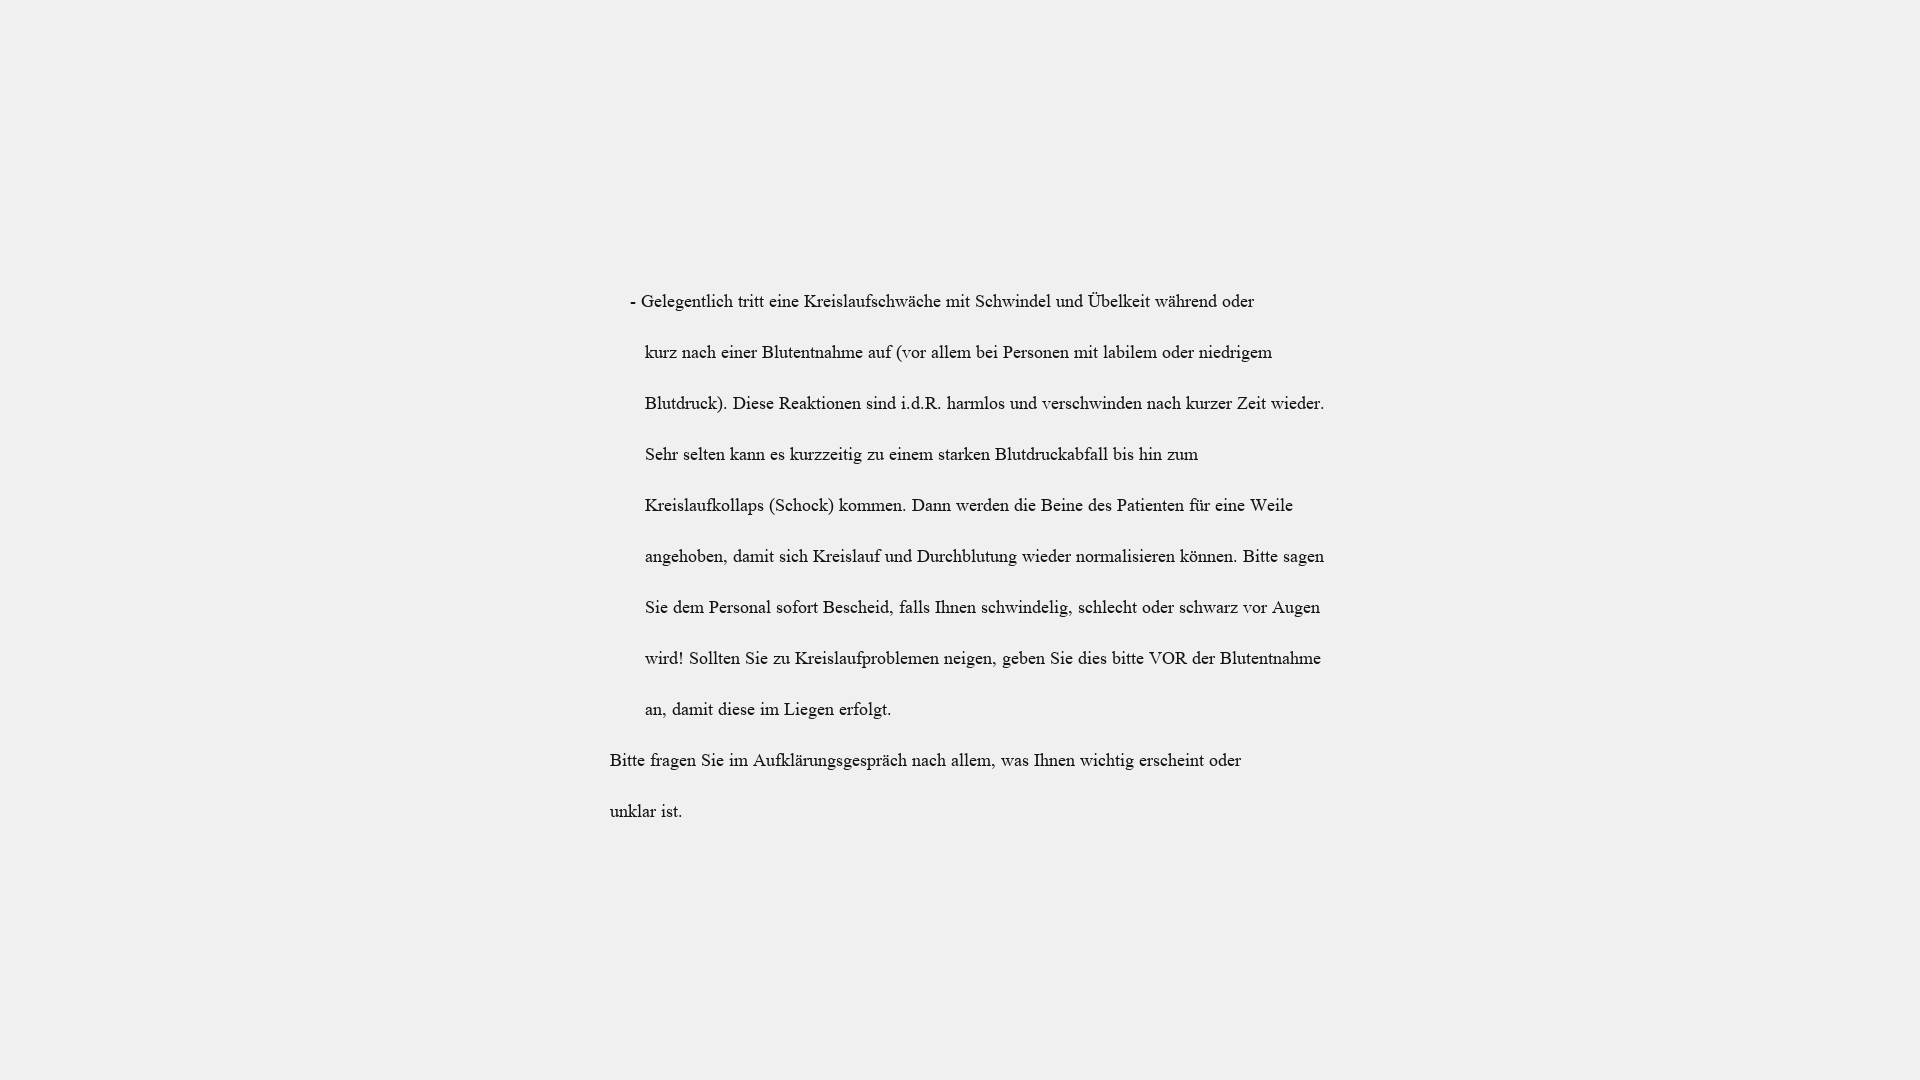 - Gelegentlich tritt eine Kreislaufschwäche mit Schwindel und Übelkeit während oder
kurz nach einer Blutentnahme auf (vor allem bei Personen mit labilem oder niedrigem
Blutdruck). Diese Reaktionen sind i.d.R. harmlos und verschwinden nach kurzer Zeit wieder.
Sehr selten kann es kurzzeitig zu einem starken Blutdruckabfall bis hin zum
Kreislaufkollaps (Schock) kommen. Dann werden die Beine des Patienten für eine Weile
angehoben, damit sich Kreislauf und Durchblutung wieder normalisieren können. Bitte sagen
Sie dem Personal sofort Bescheid, falls Ihnen schwindelig, schlecht oder schwarz vor Augen
wird! Sollten Sie zu Kreislaufproblemen neigen, geben Sie dies bitte VOR der Blutentnahme
an, damit diese im Liegen erfolgt.
Bitte fragen Sie im Aufklärungsgespräch nach allem, was Ihnen wichtig erscheint oder
unklar ist.